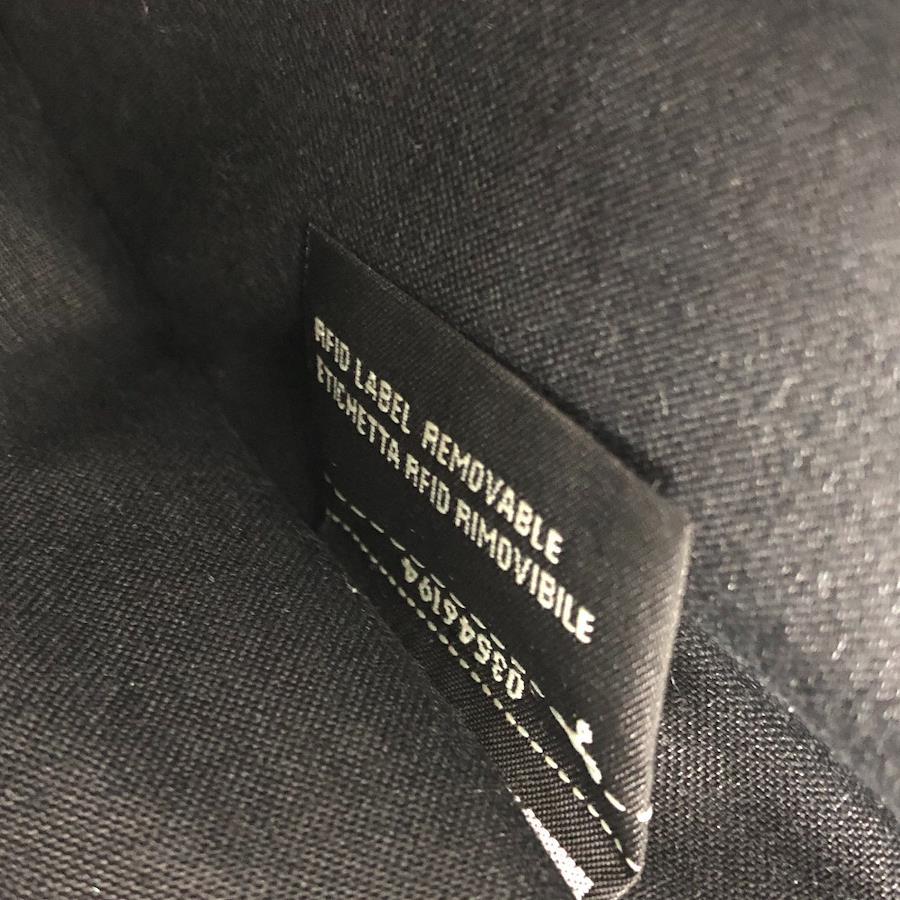 RFID LABEL REMOVABLE
ETICHETTA RFID RIMOVIBILE
03546194